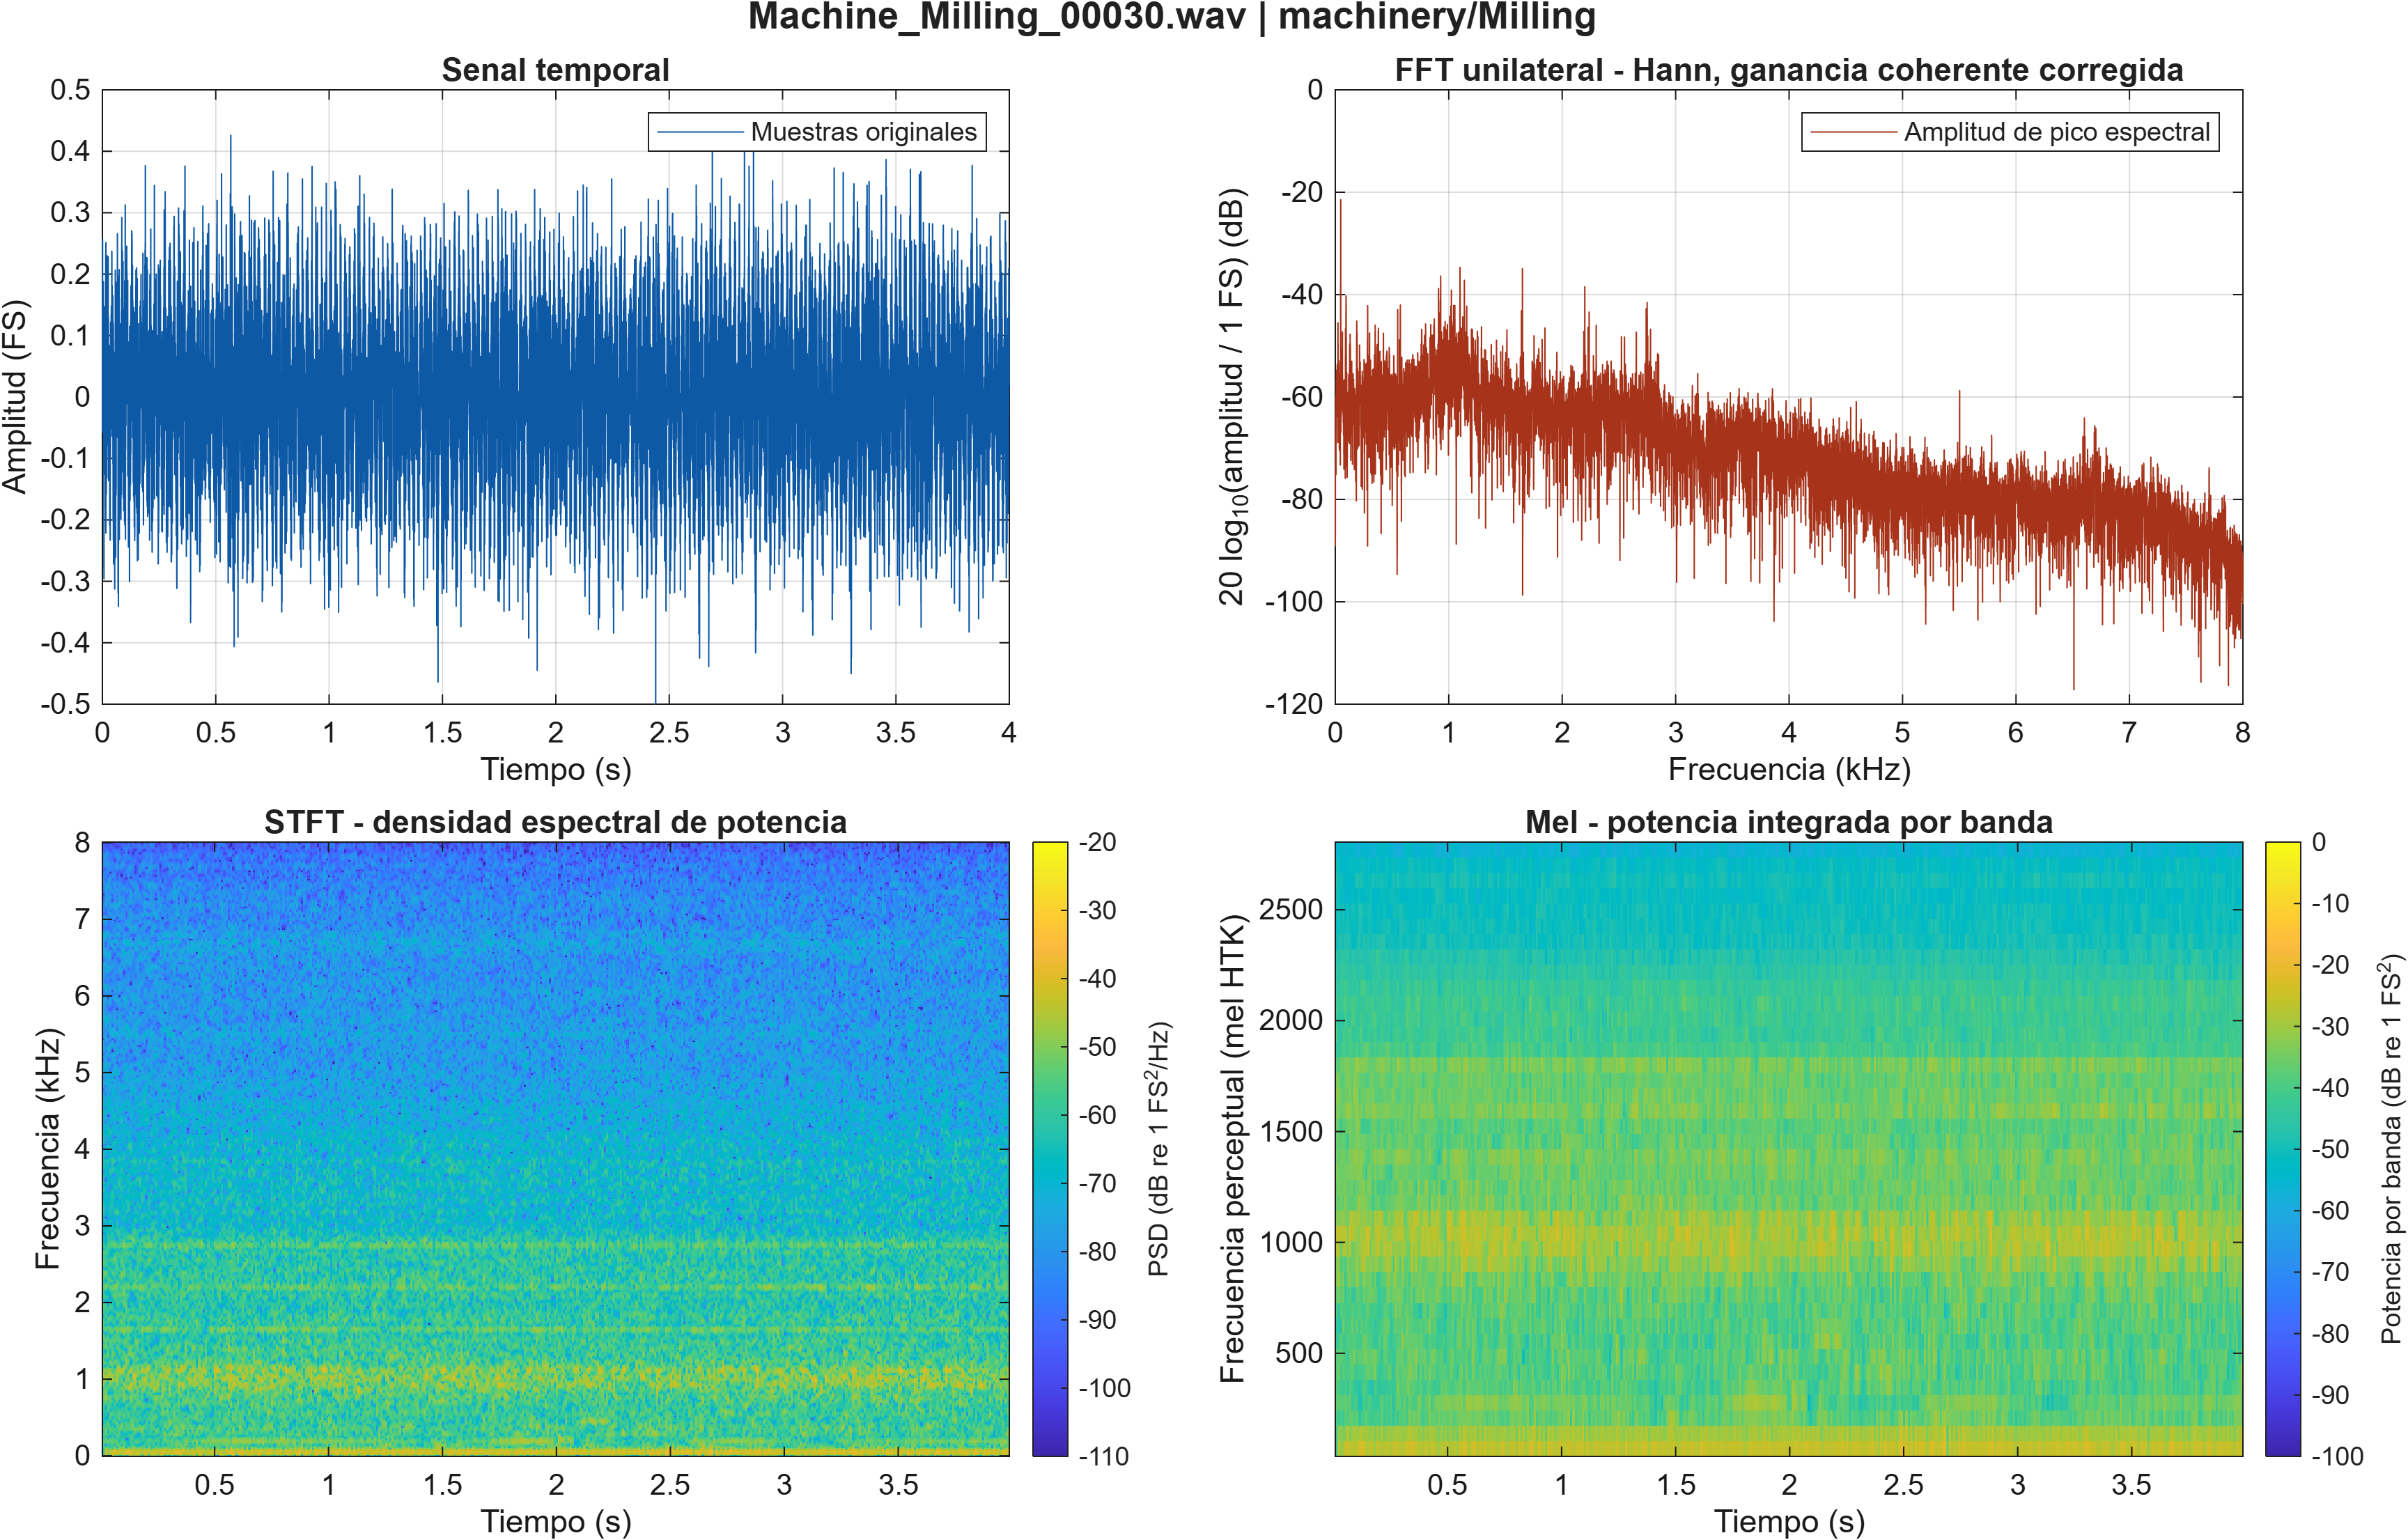 Machine_Milling_00030.wav | machinery/Milling
Senal temporal
0.5
0.4
0.3
0.2
0.1
0
-0.1
-0.2
-0.3
-0.4
-0.5
Amplitud (FS)
Muestras originales
0 0.5 1 1.5 2 2.5 3 3.5 4
Tiempo (s)
FFT unilateral - Hann, ganancia coherente corregida
0
-20
-40
-60
-80
-100
-120
20 log10(amplitud / 1 FS) (dB)
Amplitud de pico espectral
0 1 2 3 4 5 6 7 8
Frecuencia (kHz)
STFT - densidad espectral de potencia
8
7
6
5
4
3
2
1
0
Frecuencia (kHz)
0.5 1 1.5 2 2.5 3 3.5
Tiempo (s)
-20
-30
-40
-50
-60
-70
-80
-90
-100
-110
PSD (dB re 1 FS²/Hz)
Mel - potencia integrada por banda
2500
2000
1500
1000
500
Frecuencia perceptual (mel HTK)
0.5 1 1.5 2 2.5 3 3.5
Tiempo (s)
0
-10
-20
-30
-40
-50
-60
-70
-80
-90
-100
Potencia por banda (dB re 1 FS²)